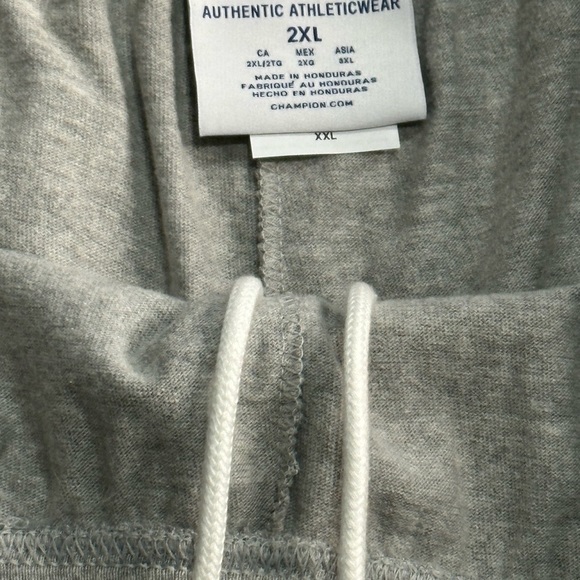 AUTHENTIC ATHLETICWEAR
2XL
CA MEX ASIA
2XL/2TG 2XG 3XL
MADE IN HONDURAS
FABRIQUÉ AU HONDURAS
HECHO EN HONDURAS
CHAMPION.COM
XXL